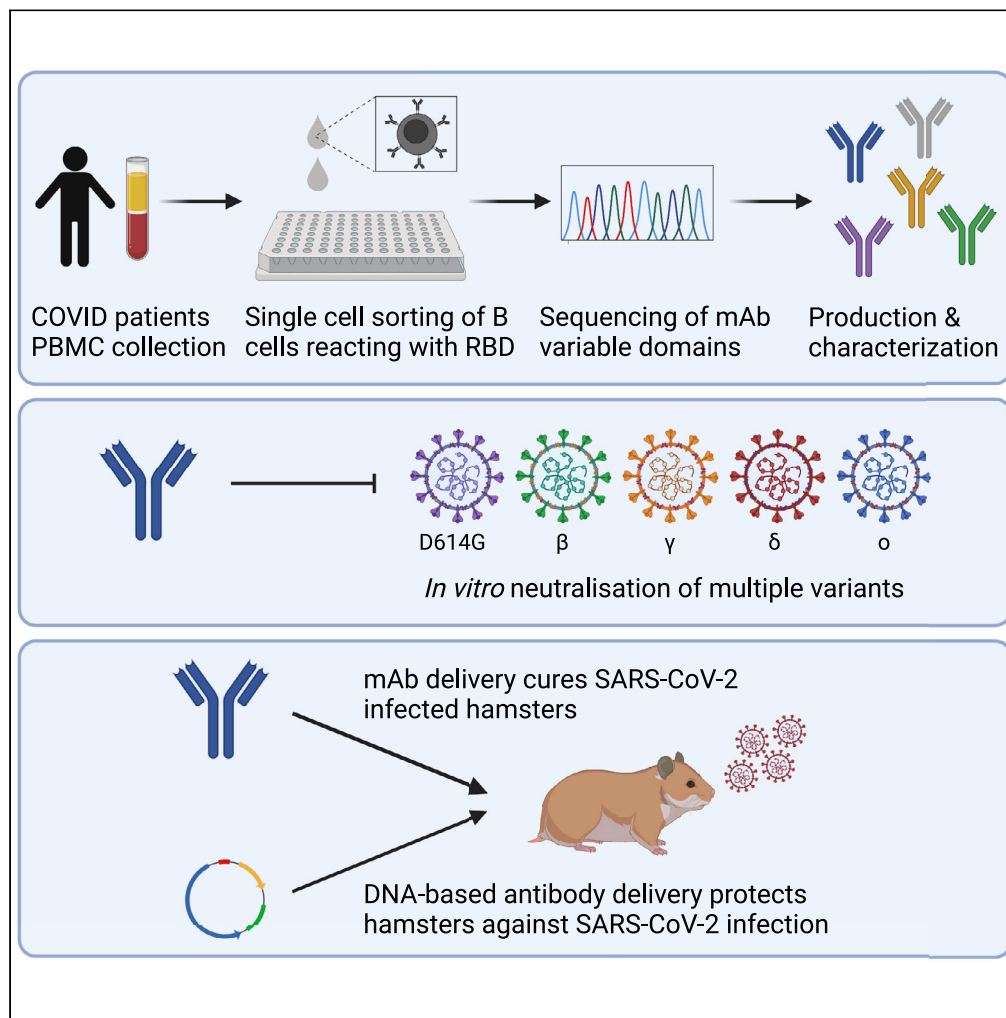 COVID patients
PBMC collection
Single cell sorting of B
cells reacting with RBD
Sequencing of mAb
variable domains
Production &
characterization
D614G
β
γ
δ
ο
In vitro neutralisation of multiple variants
mAb delivery cures SARS-CoV-2
infected hamsters
DNA-based antibody delivery protects
hamsters against SARS-CoV-2 infection